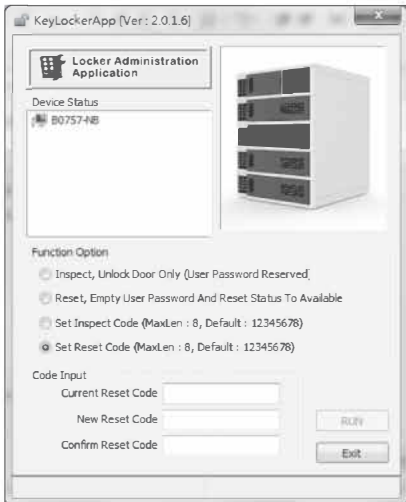 KeyLockerApp [Ver : 2.0.1.6]
Locker Administration
Application
Device Status
B0757-NB
Function Option
Inspect, Unlock Door Only (User Password Reserved)
Reset, Empty User Password And Reset Status To Available
Set Inspect Code (MaxLen : 8, Default : 12345678)
Set Reset Code (MaxLen : 8, Default : 12345678)
Code Input
Current Reset Code
New Reset Code
Confirm Reset Code
RUN
Exit